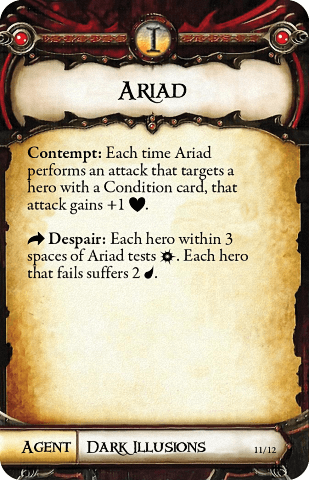 I
Ariad
Contempt: Each time Ariad
performs an attack that targets a
hero with a Condition card, that
attack gains +1 ♥.
Despair: Each hero within 3
spaces of Ariad tests . Each hero
that fails suffers 2 .
Agent Dark Illusions 11/12